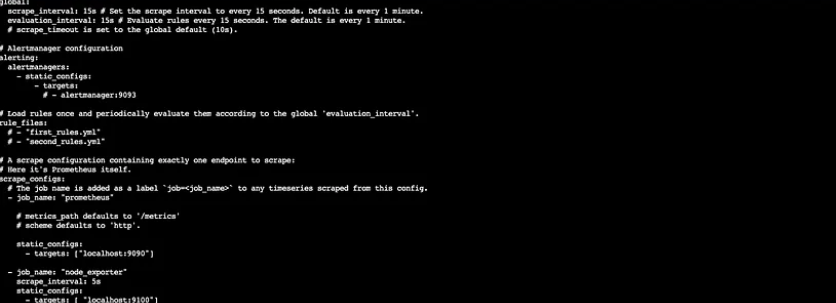 global:
  scrape_interval: 15s # Set the scrape interval to every 15 seconds. Default is every 1 minute.
  evaluation_interval: 15s # Evaluate rules every 15 seconds. The default is every 1 minute.
  # scrape_timeout is set to the global default (10s).

# Alertmanager configuration
alerting:
  alertmanagers:
    - static_configs:
        - targets:
          # - alertmanager:9093

# Load rules once and periodically evaluate them according to the global 'evaluation_interval'.
rule_files:
  # - "first_rules.yml"
  # - "second_rules.yml"

# A scrape configuration containing exactly one endpoint to scrape:
# Here it's Prometheus itself.
scrape_configs:
  # The job name is added as a label `job=<job_name>` to any timeseries scraped from this config.
  - job_name: "prometheus"

    # metrics_path defaults to '/metrics'
    # scheme defaults to 'http'.

    static_configs:
      - targets: ["localhost:9090"]

  - job_name: "node_exporter"
    scrape_interval: 5s
    static_configs:
      - targets: [ "localhost:9100"]